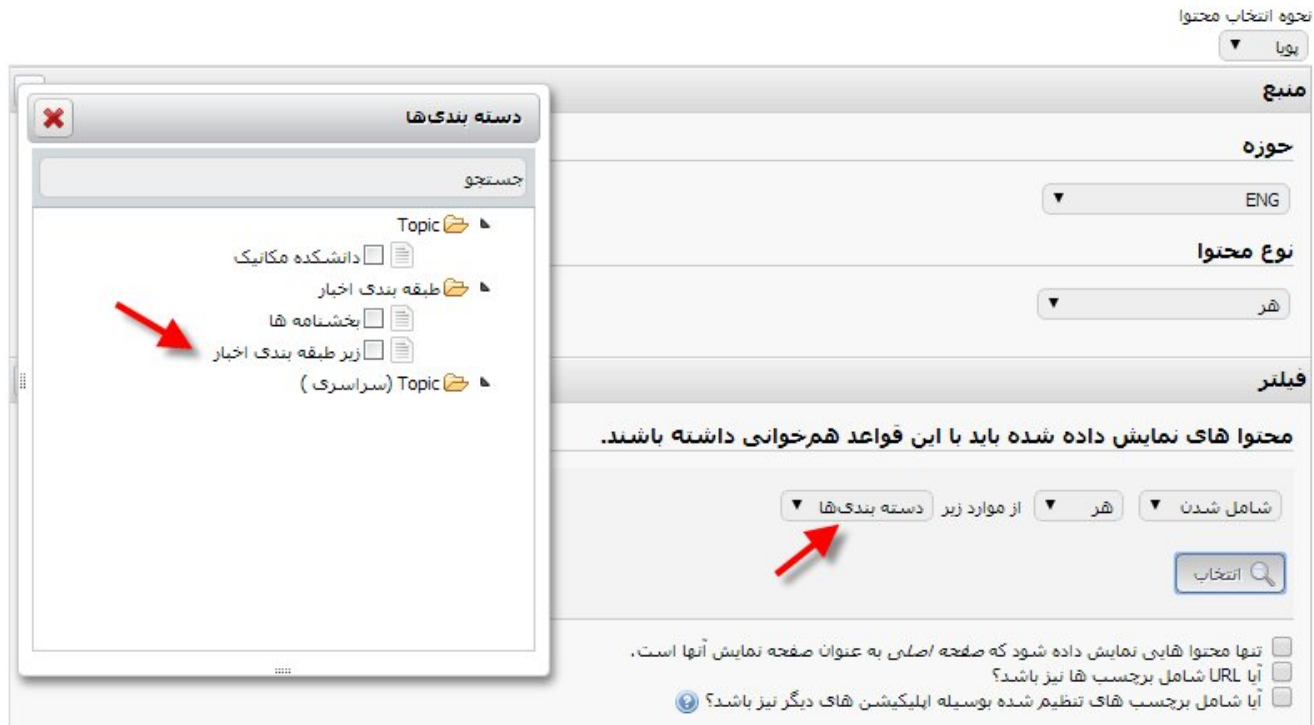 نحوه انتخاب محتوا
پویا
منبع
حوزه
ENG
نوع محتوا
هر
فیلتر
محتوا های نمایش داده شده باید با این قواعد هم‌خوانی داشته باشند.
شامل شدن هر از موارد زیر دسته بندی‌ها
انتخاب
تنها محتوا هایی نمایش داده شود که صفحه اصلی به عنوان صفحه نمایش آنها است.
آیا URL شامل برچسب ها نیز باشد؟
آیا شامل برچسب های تنظیم شده بوسیله اپلیکیشن های دیگر نیز باشد؟
دسته بندی‌ها
جستجو
Topic
دانشکده مکانیک
طبقه بندی اخبار
بخشنامه ها
زیر طبقه بندی اخبار
Topic (سراسری )